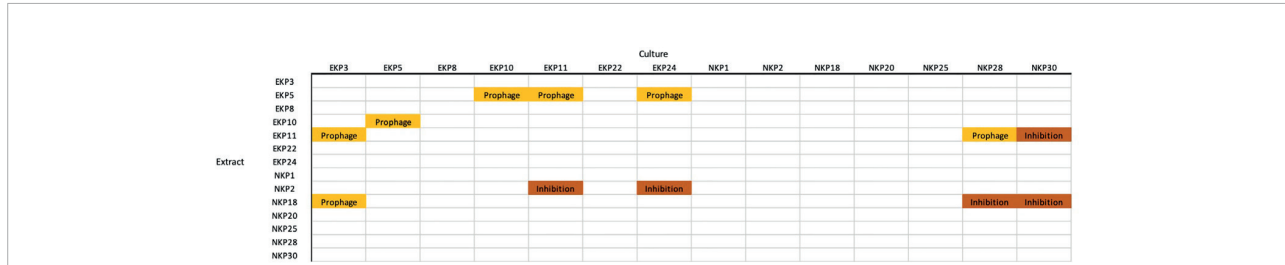 Culture
EKP3 EKP5 EKP8 EKP10 EKP11 EKP22 EKP24 NKP1 NKP2 NKP18 NKP20 NKP25 NKP28 NKP30
EKP3
EKP5 Prophage Prophage Prophage
EKP8
EKP10 Prophage
EKP11 Prophage Prophage Inhibition
EKP22
Extract EKP24
NKP1
NKP2 Inhibition Inhibition
NKP18 Prophage Inhibition Inhibition
NKP20
NKP25
NKP28
NKP30